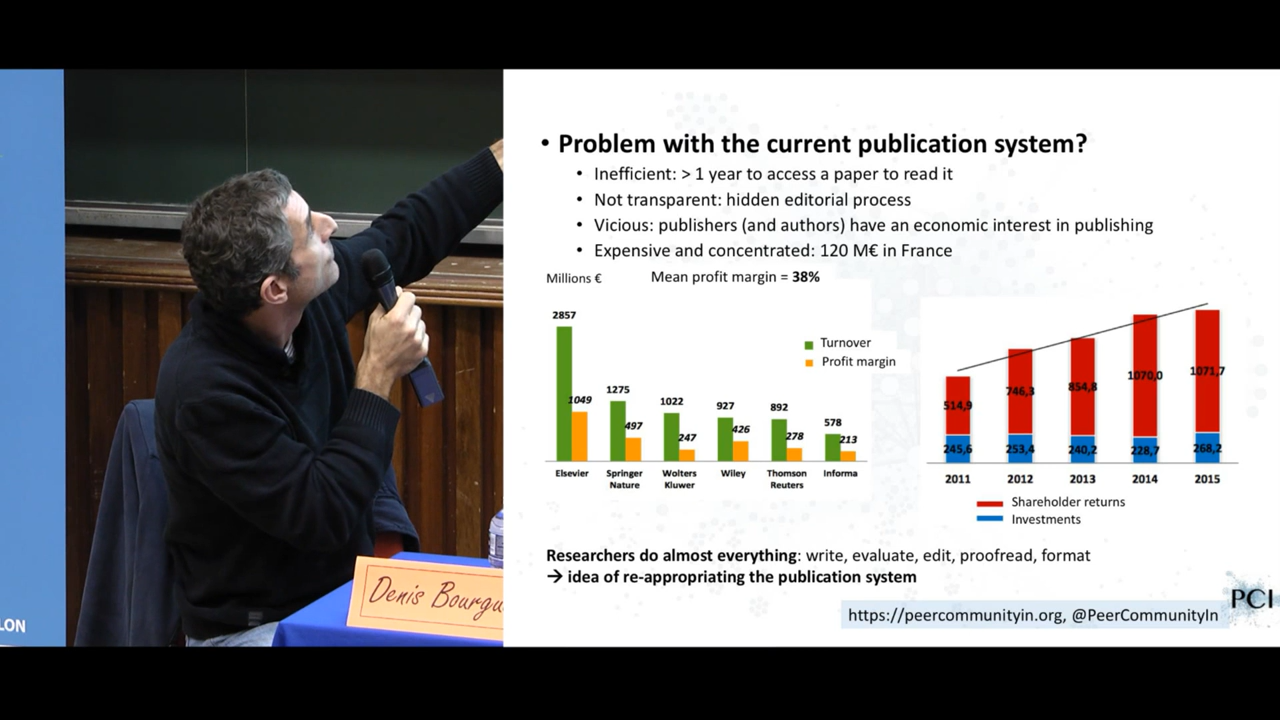 • Problem with the current publication system?
• Inefficient: > 1 year to access a paper to read it
• Not transparent: hidden editorial process
• Vicious: publishers (and authors) have an economic interest in publishing
• Expensive and concentrated: 120 M€ in France
Millions €
Mean profit margin = 38%
2857
1049
1275
497
1022
247
927
426
892
278
578
213
Turnover
Profit margin
Elsevier
Springer
Nature
Wolters
Kluwer
Wiley
Thomson
Reuters
Informa
514,9
746,3
854,8
1070,0
1071,7
245,6
253,4
240,2
228,7
268,2
2011
2012
2013
2014
2015
Shareholder returns
Investments
Researchers do almost everything: write, evaluate, edit, proofread, format
→ idea of re-appropriating the publication system
https://peercommunityin.org, @PeerCommunityIn
PCI
Denis Bourgu
LON